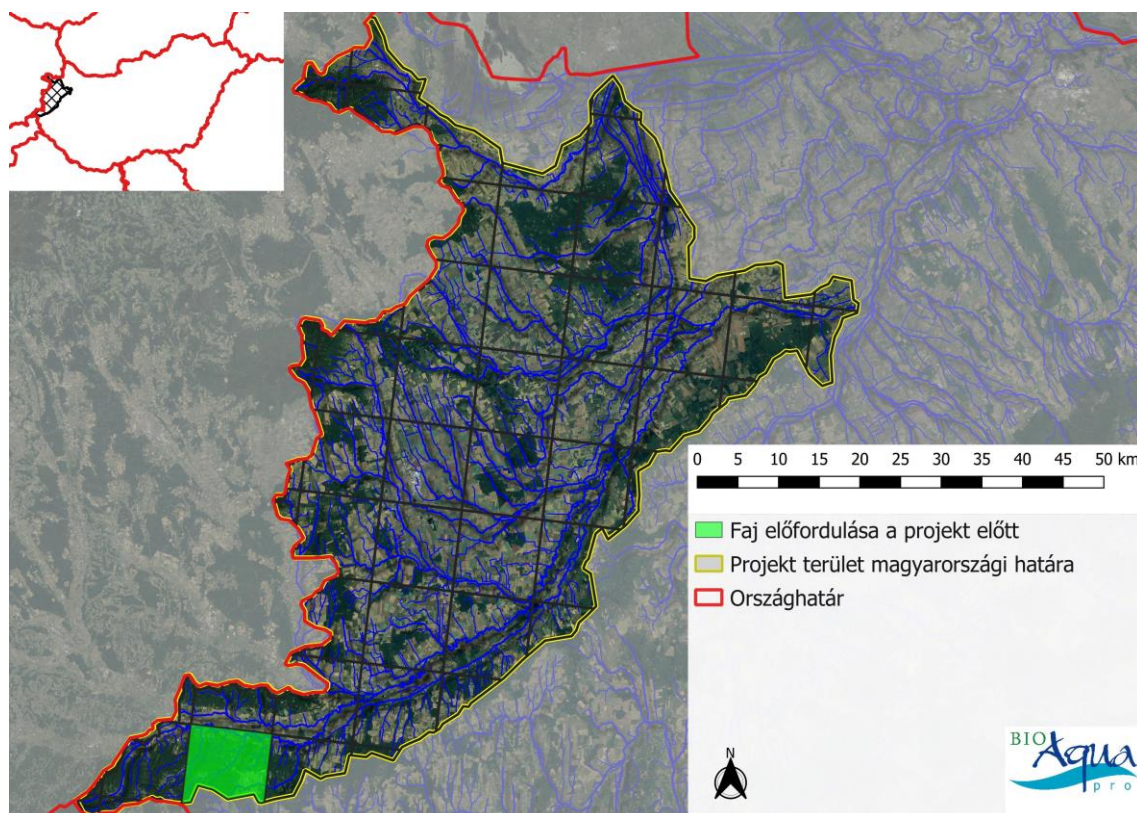 0 5 10 15 20 25 30 35 40 45 50 km
Faj előfordulása a projekt előtt
Projekt terület magyarországi határa
Országhatár
N
BIO
Aqua
pro